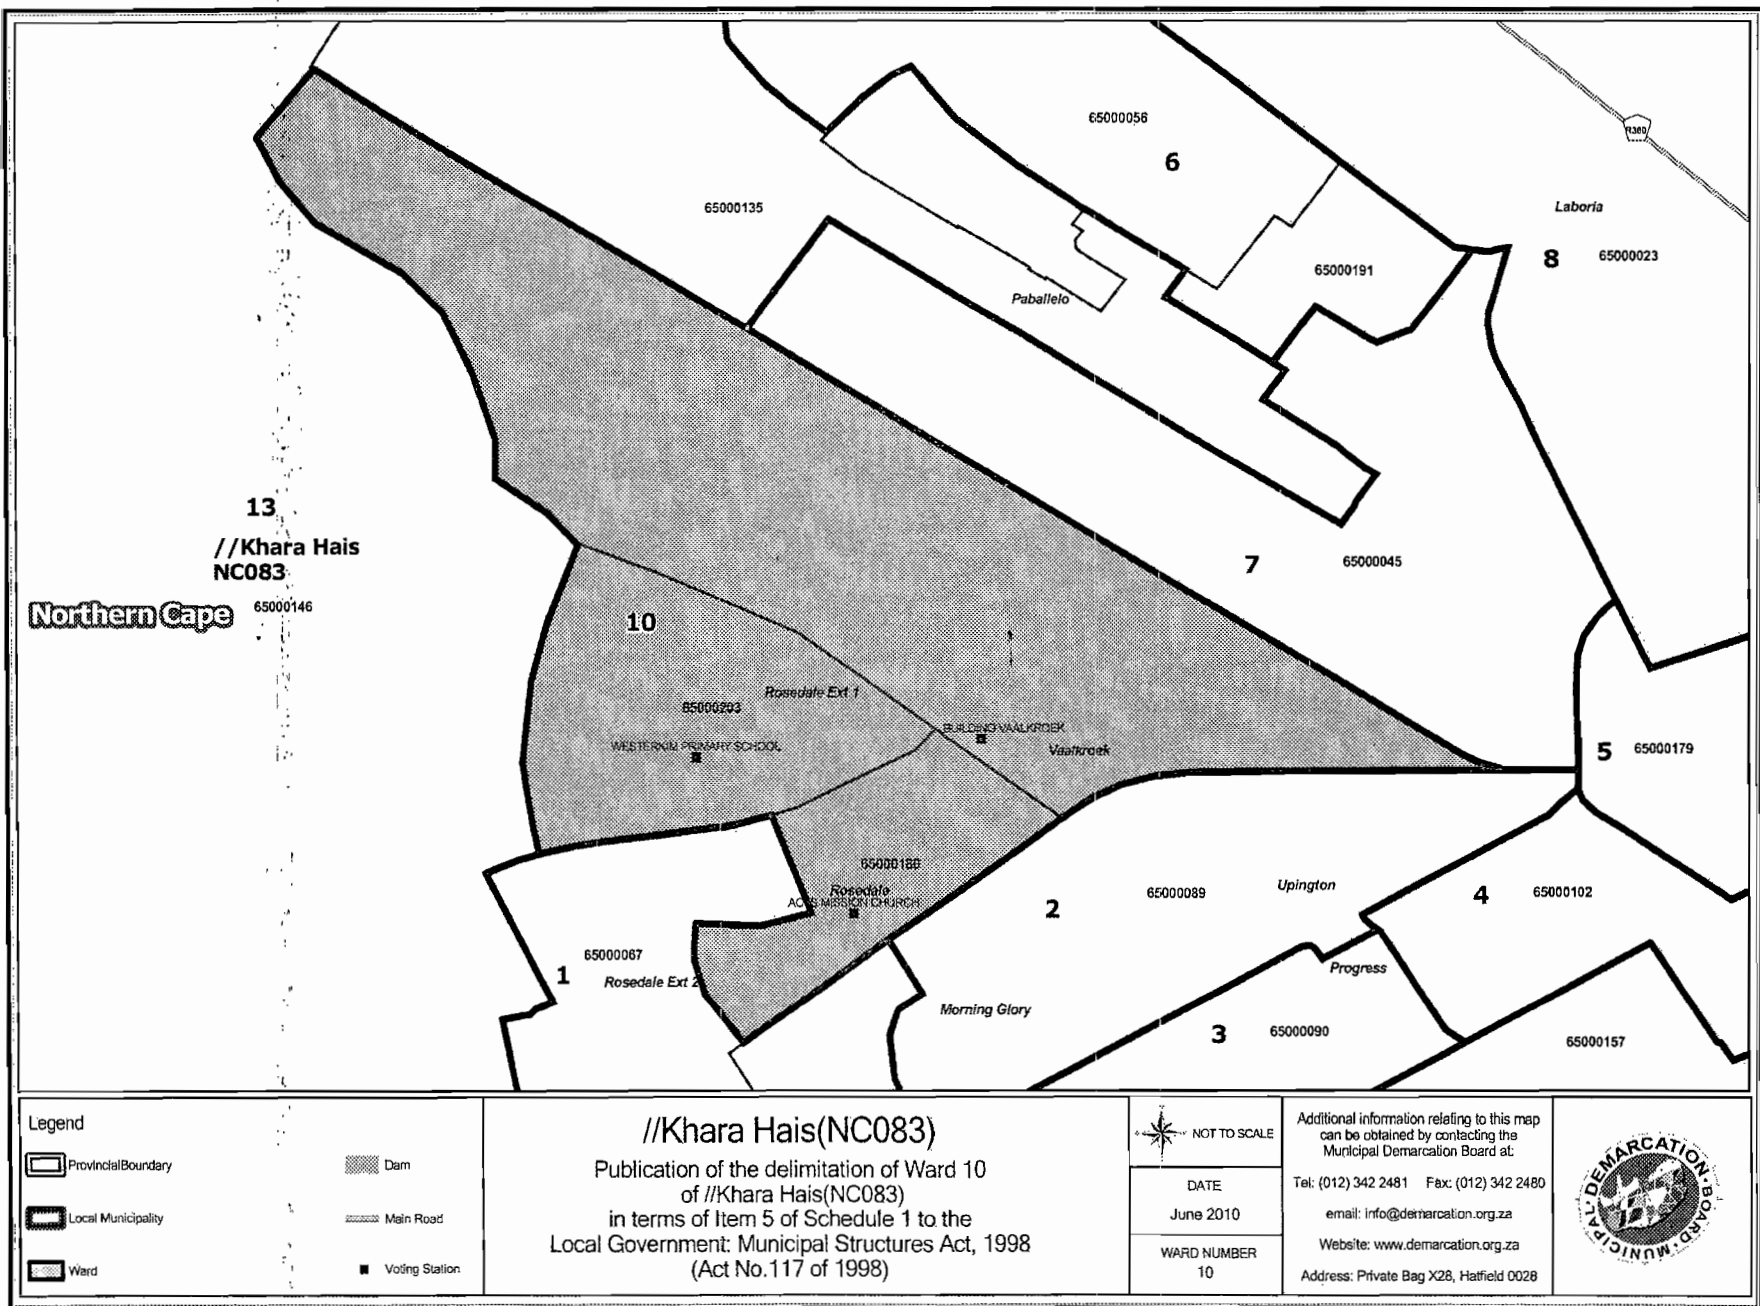 65000056
6
R360
65000135
Laboria
8
65000023
65000191
Paballelo
13
//Khara Hais
NC083
Northern Cape
65000146
7
65000045
10
Rosedale Ext 1
65000203
BUILDING VAALKROEK
WESTERKIM PRIMARY SCHOOL
Vaalkroek
5
65000179
65000180
Rosedale
ACTS MISSION CHURCH
2
65000089
Upington
4
65000102
65000067
1
Rosedale Ext 2
Progress
Morning Glory
3
65000090
65000157
Legend
Provincial Boundary
Dam
Local Municipality
Main Road
Ward
Voting Station
//Khara Hais(NC083)
Publication of the delimitation of Ward 10
of //Khara Hais(NC083)
in terms of Item 5 of Schedule 1 to the
Local Government: Municipal Structures Act, 1998
(Act No.117 of 1998)
NOT TO SCALE
DATE
June 2010
WARD NUMBER
10
Additional information relating to this map
can be obtained by contacting the
Municipal Demarcation Board at:
Tel: (012) 342 2481 Fax: (012) 342 2480
email: info@demarcation.org.za
Website: www.demarcation.org.za
Address: Private Bag X28, Hatfield 0028
MUNICIPAL DEMARCATION BOARD